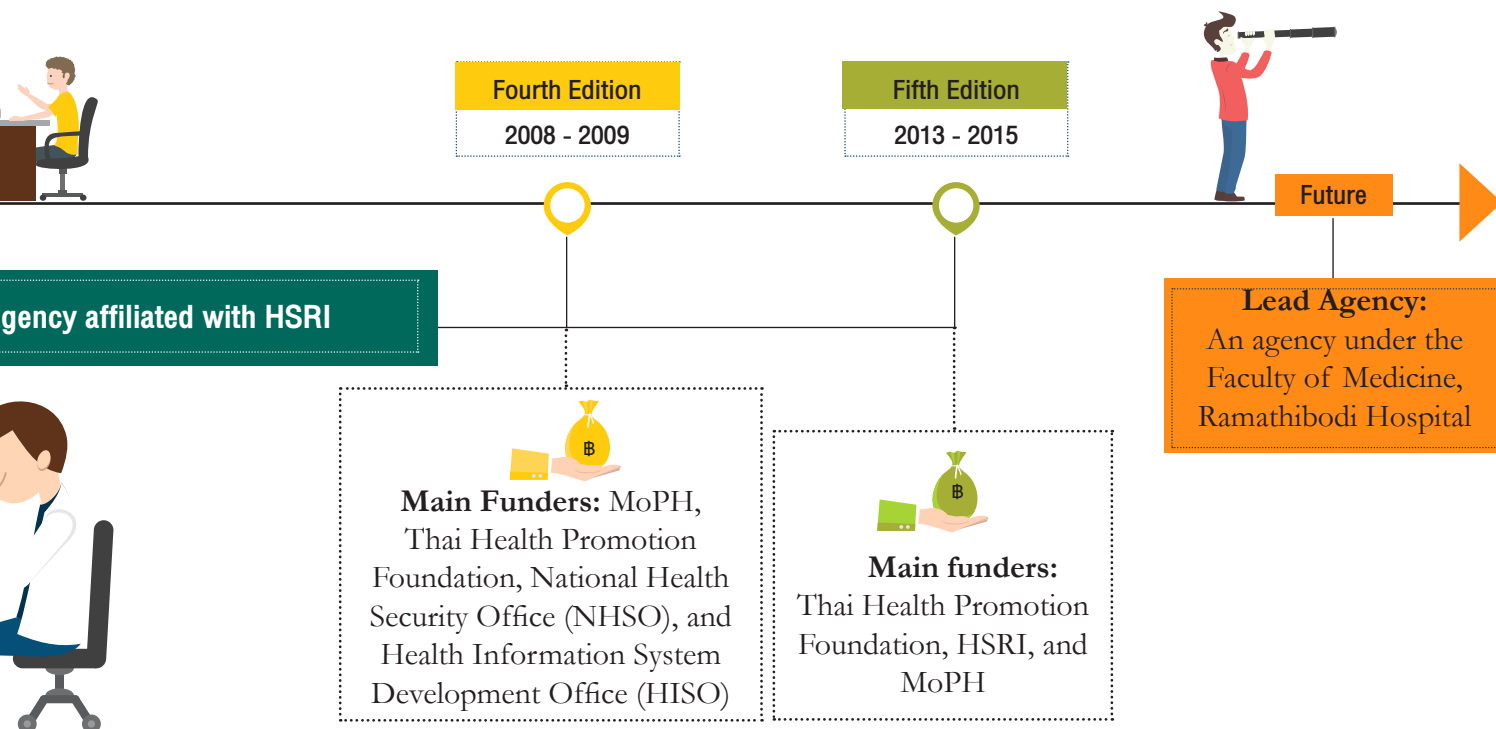 Fourth Edition
2008 - 2009
Fifth Edition
2013 - 2015
Future
gency affiliated with HSRI
Lead Agency:
An agency under the
Faculty of Medicine,
Ramathibodi Hospital
฿
Main Funders: MoPH,
Thai Health Promotion
Foundation, National Health
Security Office (NHSO), and
Health Information System
Development Office (HISO)
฿
Main funders:
Thai Health Promotion
Foundation, HSRI, and
MoPH